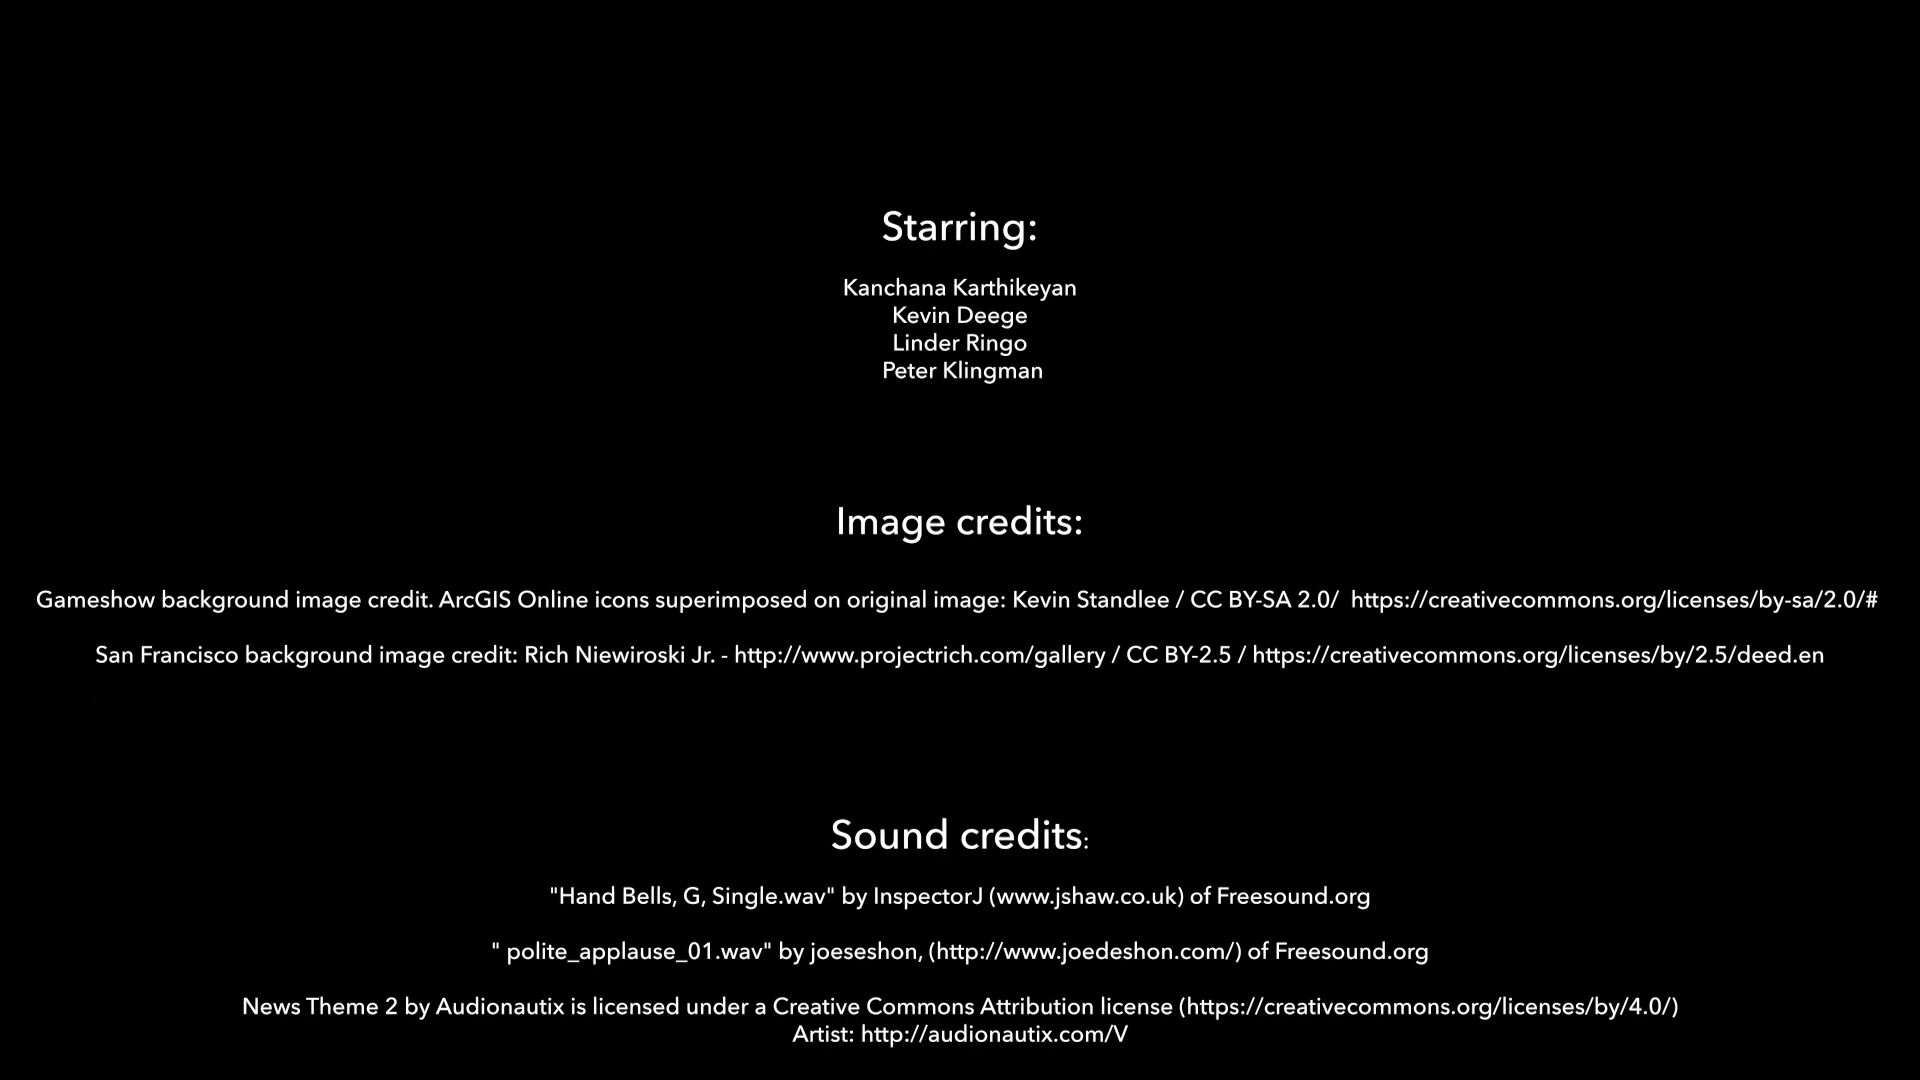 Starring:
Kanchana Karthikeyan
Kevin Deege
Linder Ringo
Peter Klingman
Image credits:
Gameshow background image credit. ArcGIS Online icons superimposed on original image: Kevin Standlee / CC BY-SA 2.0/  https://creativecommons.org/licenses/by-sa/2.0/#
San Francisco background image credit: Rich Niewiroski Jr. - http://www.projectrich.com/gallery / CC BY-2.5 / https://creativecommons.org/licenses/by/2.5/deed.en
Sound credits:
"Hand Bells, G, Single.wav" by InspectorJ (www.jshaw.co.uk) of Freesound.org
" polite_applause_01.wav" by joeseshon, (http://www.joedeshon.com/) of Freesound.org
News Theme 2 by Audionautix is licensed under a Creative Commons Attribution license (https://creativecommons.org/licenses/by/4.0/)
Artist: http://audionautix.com/V